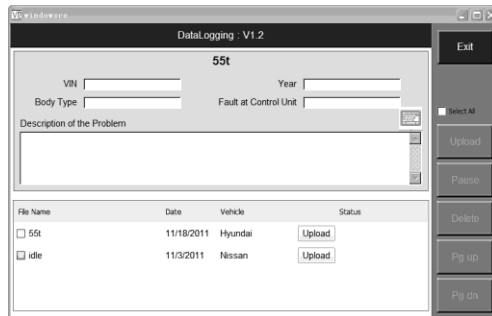 windowsrv
DataLogging : V1.2
Exit
55t
VIN
Year
Body Type
Fault at Control Unit
Select All
Description of the Problem
Upload
Pause
File Name Date Vehicle Status
Delete
55t 11/18/2011 Hyundai Upload
idle 11/3/2011 Nissan Upload
Pg up
Pg dn